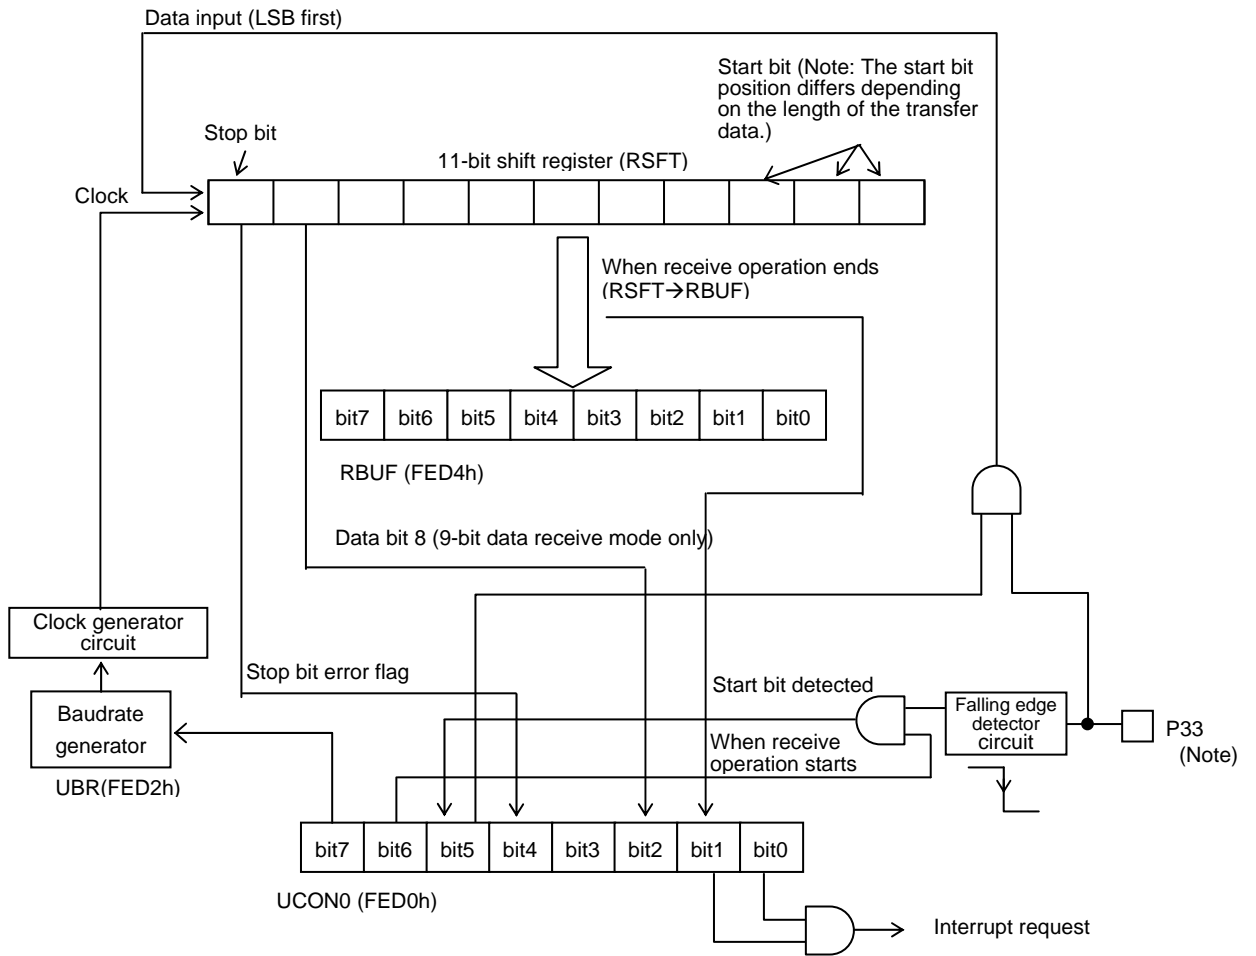 Data input (LSB first)
Start bit (Note: The start bit
position differs depending
on the length of the transfer
data.)
Stop bit
11-bit shift register (RSFT)
Clock
When receive operation ends
(RSFT→RBUF)
bit7 bit6 bit5 bit4 bit3 bit2 bit1 bit0
RBUF (FED4h)
Data bit 8 (9-bit data receive mode only)
Clock generator
circuit
Stop bit error flag
Start bit detected
Baudrate
generator
Falling edge
detector
circuit
P33
(Note)
When receive
operation starts
UBR(FED2h)
bit7 bit6 bit5 bit4 bit3 bit2 bit1 bit0
UCON0 (FED0h)
Interrupt request